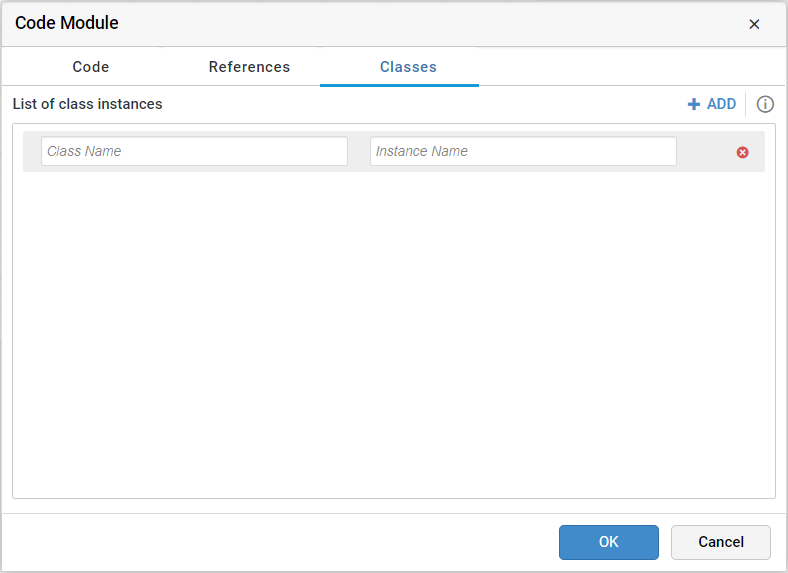 Code Module
Code References Classes
List of class instances + ADD
Class Name Instance Name
OK Cancel